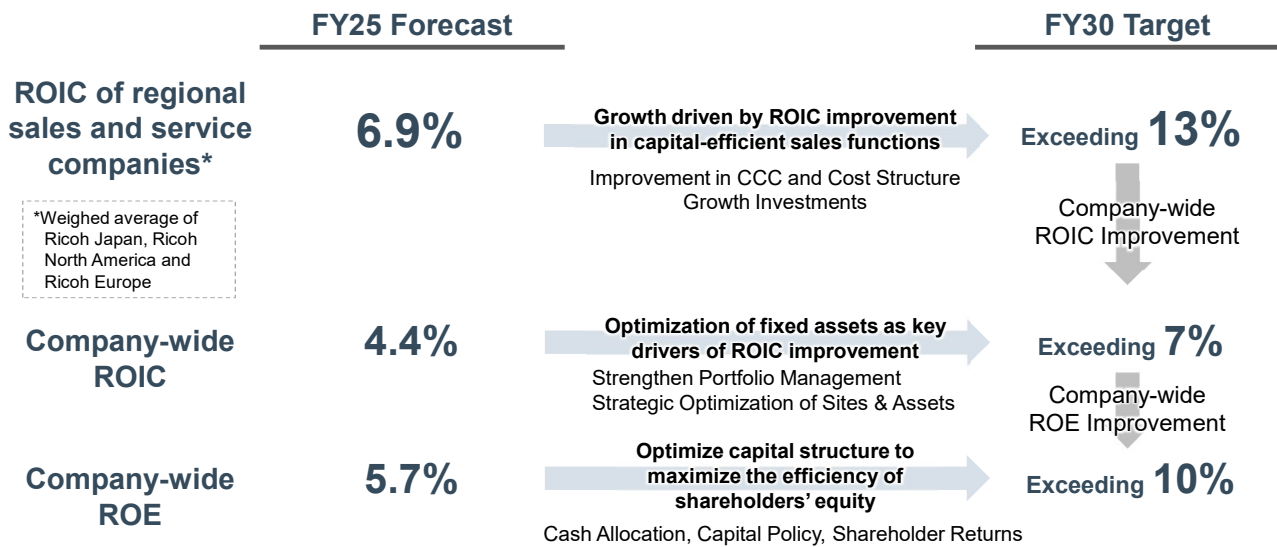 FY25 Forecast
FY30 Target
ROIC of regional
sales and service
companies*
6.9%
Growth driven by ROIC improvement
in capital-efficient sales functions
Improvement in CCC and Cost Structure
Growth Investments
Exceeding 13%
*Weighed average of
Ricoh Japan, Ricoh
North America and
Ricoh Europe
Company-wide
ROIC Improvement
Company-wide
ROIC
4.4%
Optimization of fixed assets as key
drivers of ROIC improvement
Strengthen Portfolio Management
Strategic Optimization of Sites & Assets
Exceeding 7%
Company-wide
ROE Improvement
Company-wide
ROE
5.7%
Optimize capital structure to
maximize the efficiency of
shareholders’ equity
Cash Allocation, Capital Policy, Shareholder Returns
Exceeding 10%